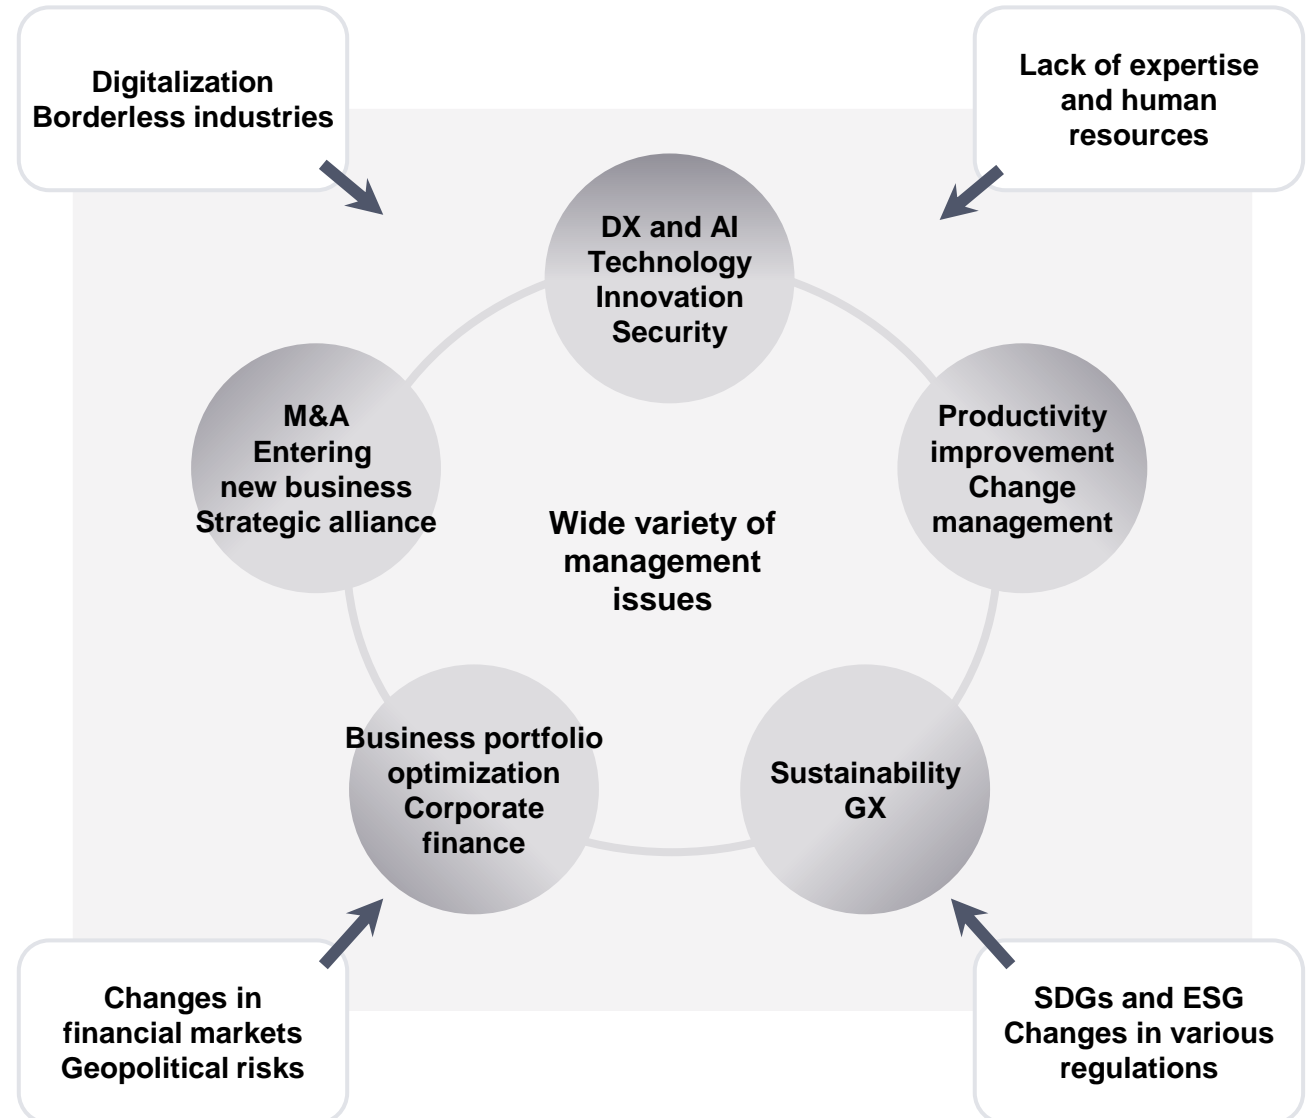 Digitalization
Borderless industries
Lack of expertise
and human
resources
DX and AI
Technology
Innovation
Security
M&A
Entering
new business
Strategic alliance
Productivity
improvement
Change
management
Wide variety of
management
issues
Business portfolio
optimization
Corporate
finance
Sustainability
GX
Changes in
financial markets
Geopolitical risks
SDGs and ESG
Changes in various
regulations